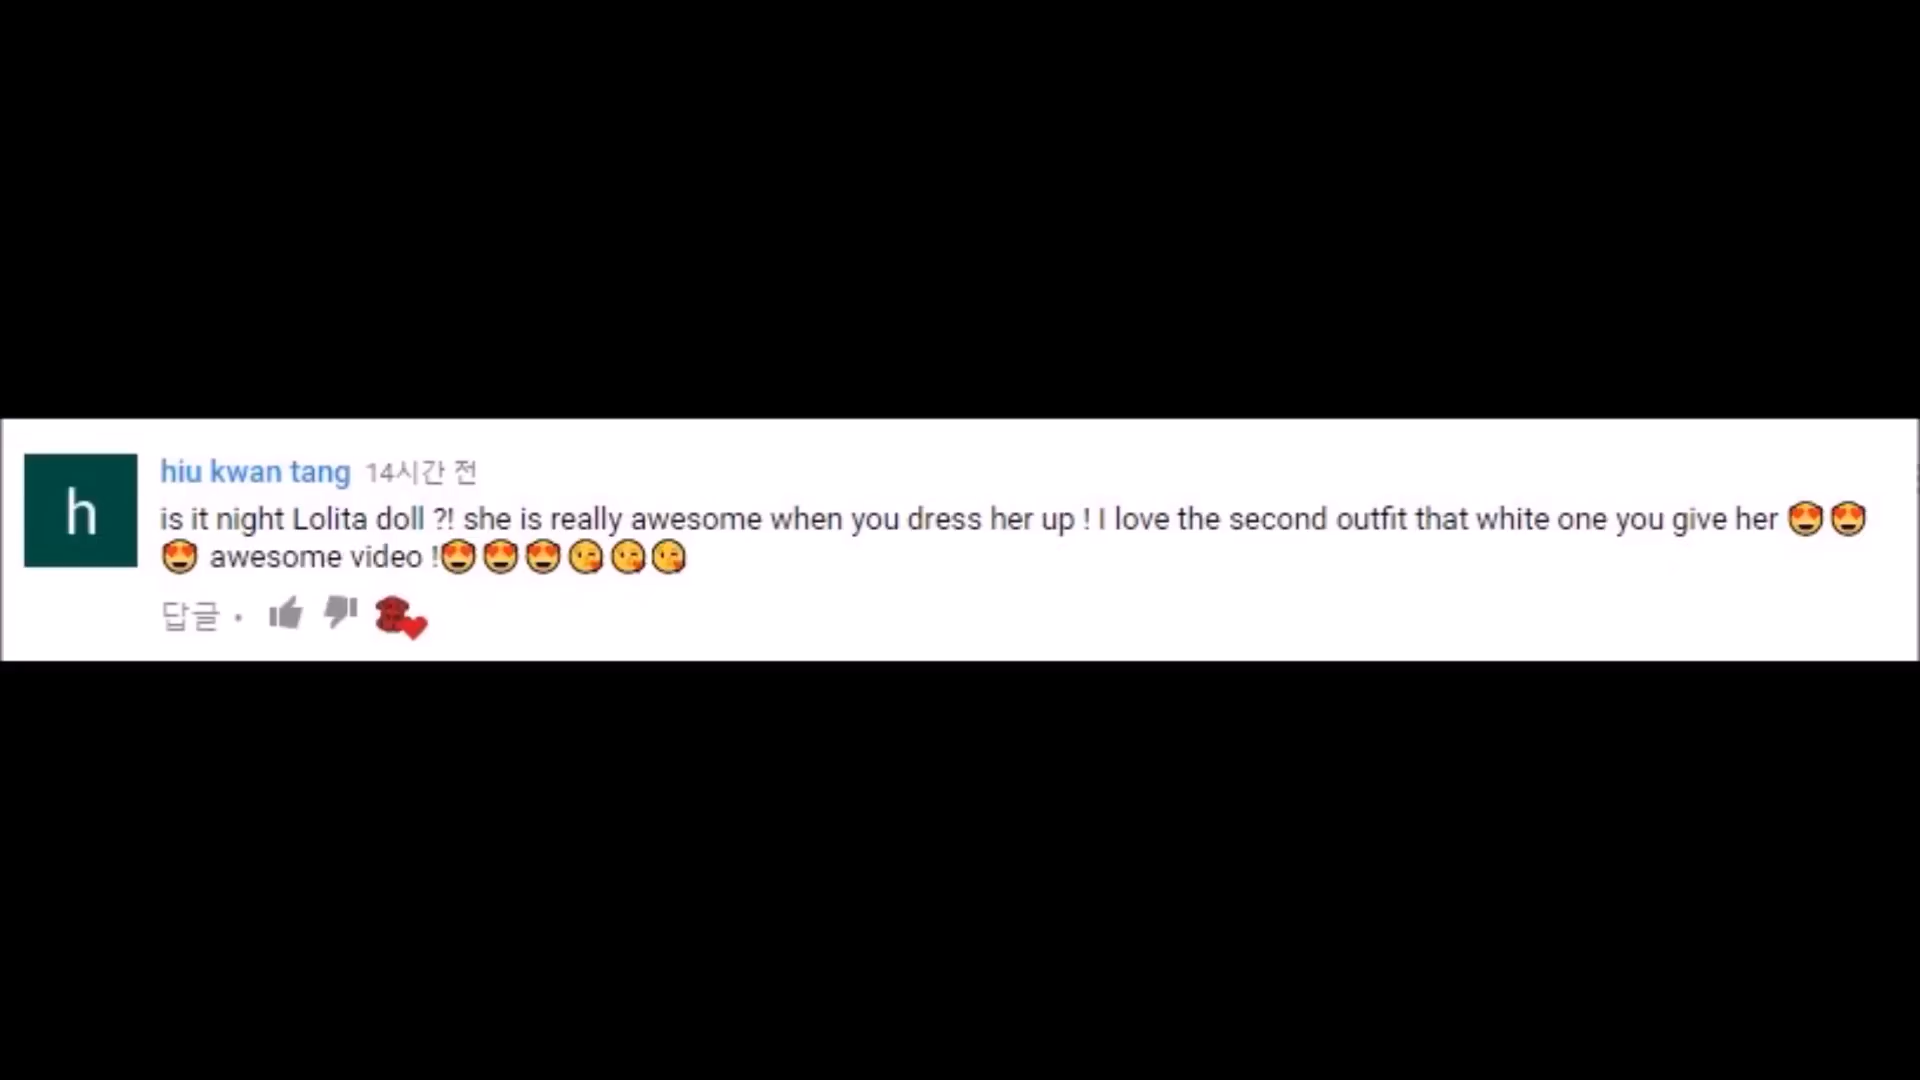 h
hiu kwan tang 14시간 전
is it night Lolita doll ?! she is really awesome when you dress her up ! I love the second outfit that white one you give her 😍😍
😍 awesome video !😍😍😍😘😘😘
답글 •